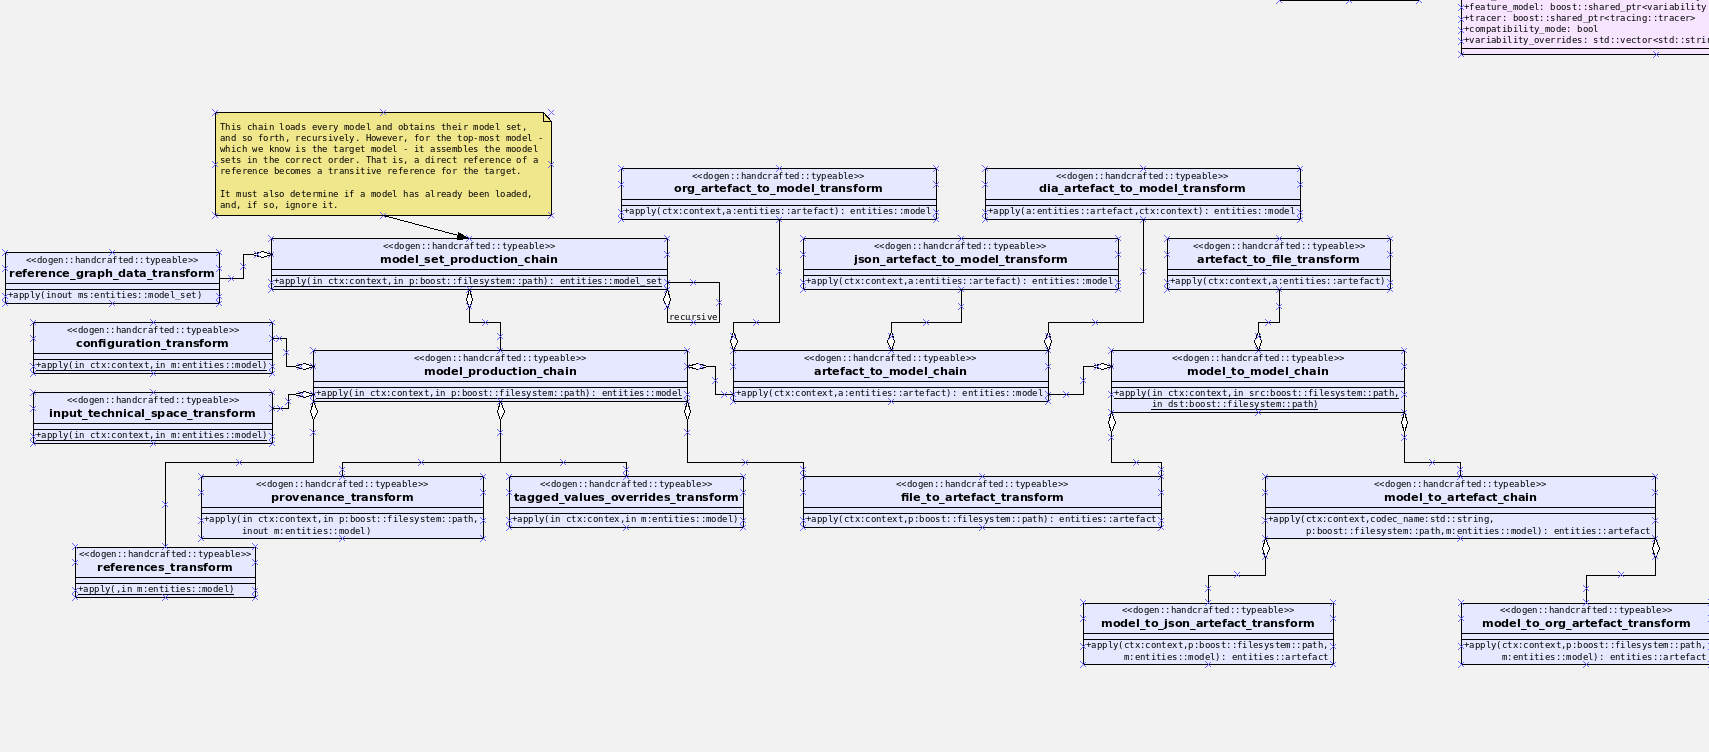 +feature_model: boost::shared_ptr<variability
+tracer: boost::shared_ptr<tracing::tracer>
+compatibility_mode: bool
+variability_overrides: std::vector<std::strin
This chain loads every model and obtains their model set,
and so forth, recursively. However, for the top-most model -
which we know is the target model - it assembles the moodel
sets in the correct order. That is, a direct reference of a
reference becomes a transitive reference for the target.
It must also determine if a model has already been loaded,
and, if so, ignore it.
<<dogen::handcrafted::typeable>>
org_artefact_to_model_transform
+apply(ctx:context,a:entities::artefact): entities::model
<<dogen::handcrafted::typeable>>
dia_artefact_to_model_transform
+apply(a:entities::artefact,ctx:context): entities::model
<<dogen::handcrafted::typeable>>
reference_graph_data_transform
+apply(inout ms:entities::model_set)
<<dogen::handcrafted::typeable>>
model_set_production_chain
+apply(in ctx:context,in p:boost::filesystem::path): entities::model_set
recursive
<<dogen::handcrafted::typeable>>
json_artefact_to_model_transform
+apply(ctx:context,a:entities::artefact): entities::model
<<dogen::handcrafted::typeable>>
artefact_to_file_transform
+apply(ctx:context,a:entities::artefact)
<<dogen::handcrafted::typeable>>
configuration_transform
+apply(in ctx:context,in m:entities::model)
<<dogen::handcrafted::typeable>>
model_production_chain
+apply(in ctx:context,in p:boost::filesystem::path): entities::model
<<dogen::handcrafted::typeable>>
artefact_to_model_chain
+apply(ctx:context,a:entities::artefact): entities::model
<<dogen::handcrafted::typeable>>
model_to_model_chain
+apply(in ctx:context,in src:boost::filesystem::path,
in dst:boost::filesystem::path)
<<dogen::handcrafted::typeable>>
input_technical_space_transform
+apply(in ctx:context,in m:entities::model)
<<dogen::handcrafted::typeable>>
provenance_transform
+apply(in ctx:context,in p:boost::filesystem::path,
inout m:entities::model)
<<dogen::handcrafted::typeable>>
tagged_values_overrides_transform
+apply(in ctx:contex,in m:entities::model)
<<dogen::handcrafted::typeable>>
file_to_artefact_transform
+apply(ctx:context,p:boost::filesystem::path): entities::artefact
<<dogen::handcrafted::typeable>>
model_to_artefact_chain
+apply(ctx:context,codec_name:std::string,
p:boost::filesystem::path,m:entities::model): entities::artefact
<<dogen::handcrafted::typeable>>
references_transform
+apply(,in m:entities::model)
<<dogen::handcrafted::typeable>>
model_to_json_artefact_transform
+apply(ctx:context,p:boost::filesystem::path,
m:entities::model): entities::artefact
<<dogen::handcrafted::typeable>>
model_to_org_artefact_transform
+apply(ctx:context,p:boost::filesystem::path,
m:entities::model): entities::artefact